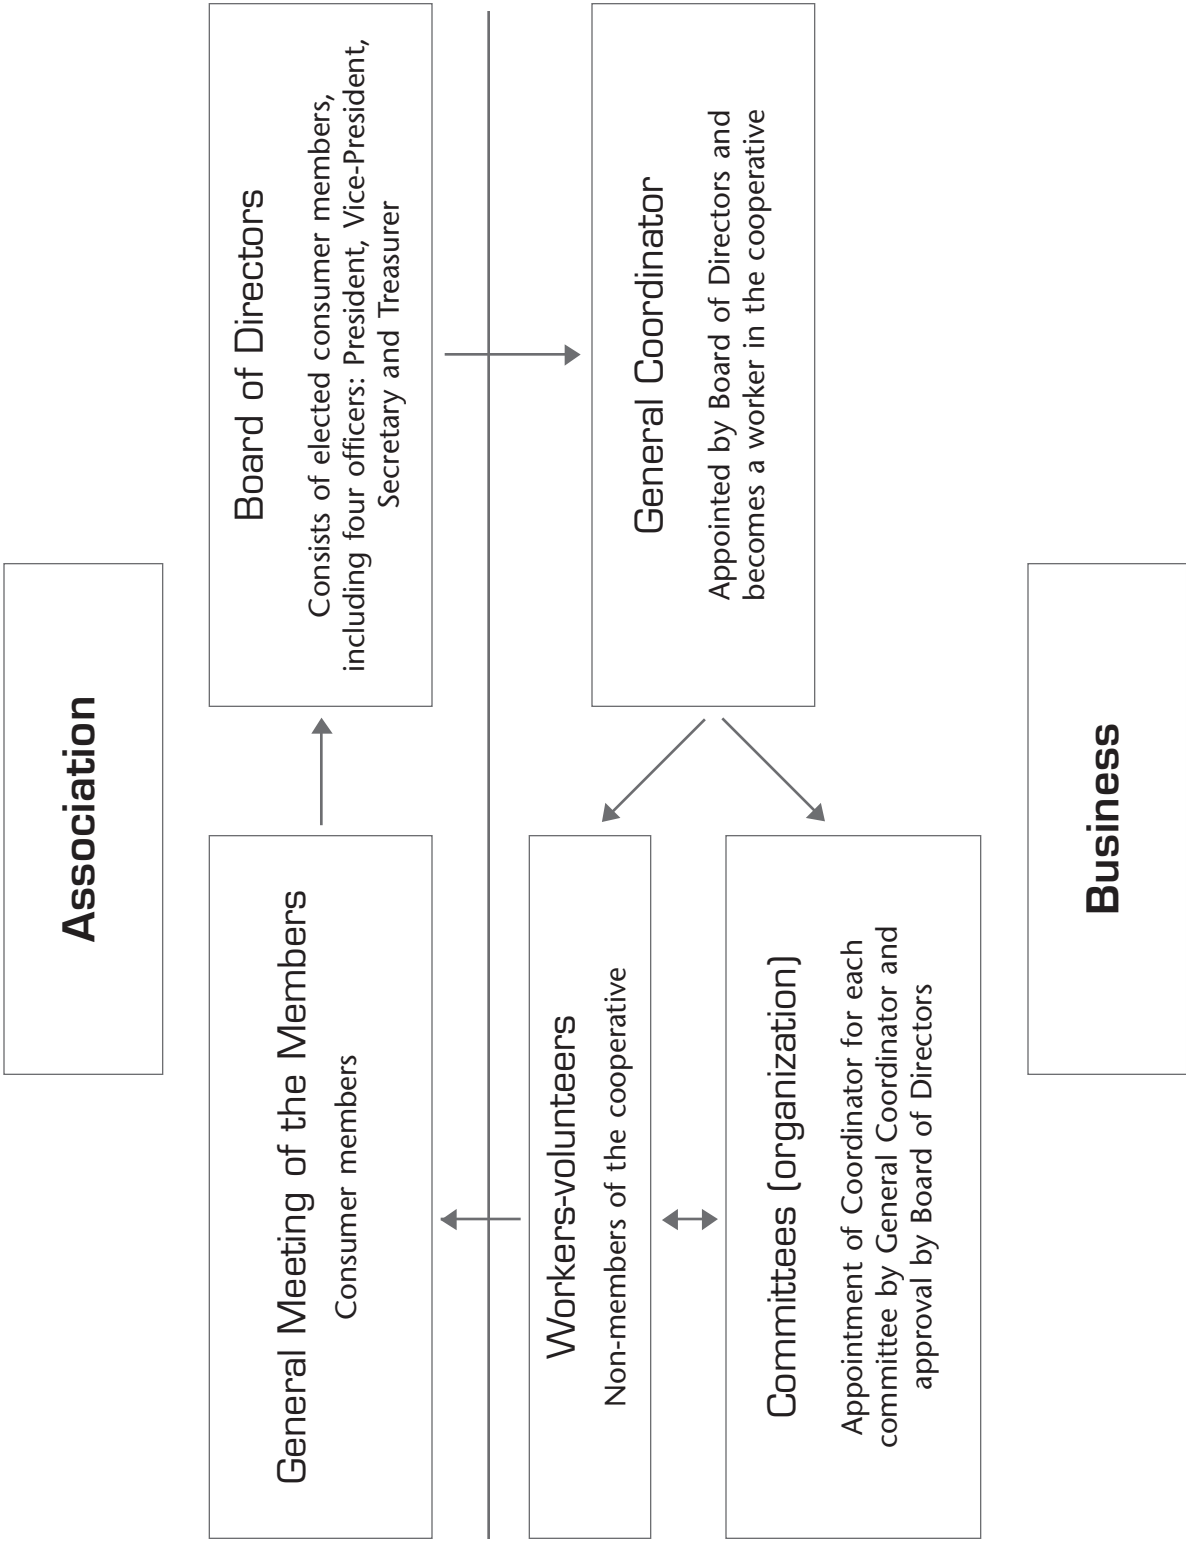 Association
General Meeting of the Members
Consumer members
Board of Directors
Consists of elected consumer members,
including four officers: President, Vice-President,
Secretary and Treasurer
Workers-volunteers
Non-members of the cooperative
General Coordinator
Appointed by Board of Directors and
becomes a worker in the cooperative
Committees (organization)
Appointment of Coordinator for each
committee by General Coordinator and
approval by Board of Directors
Business